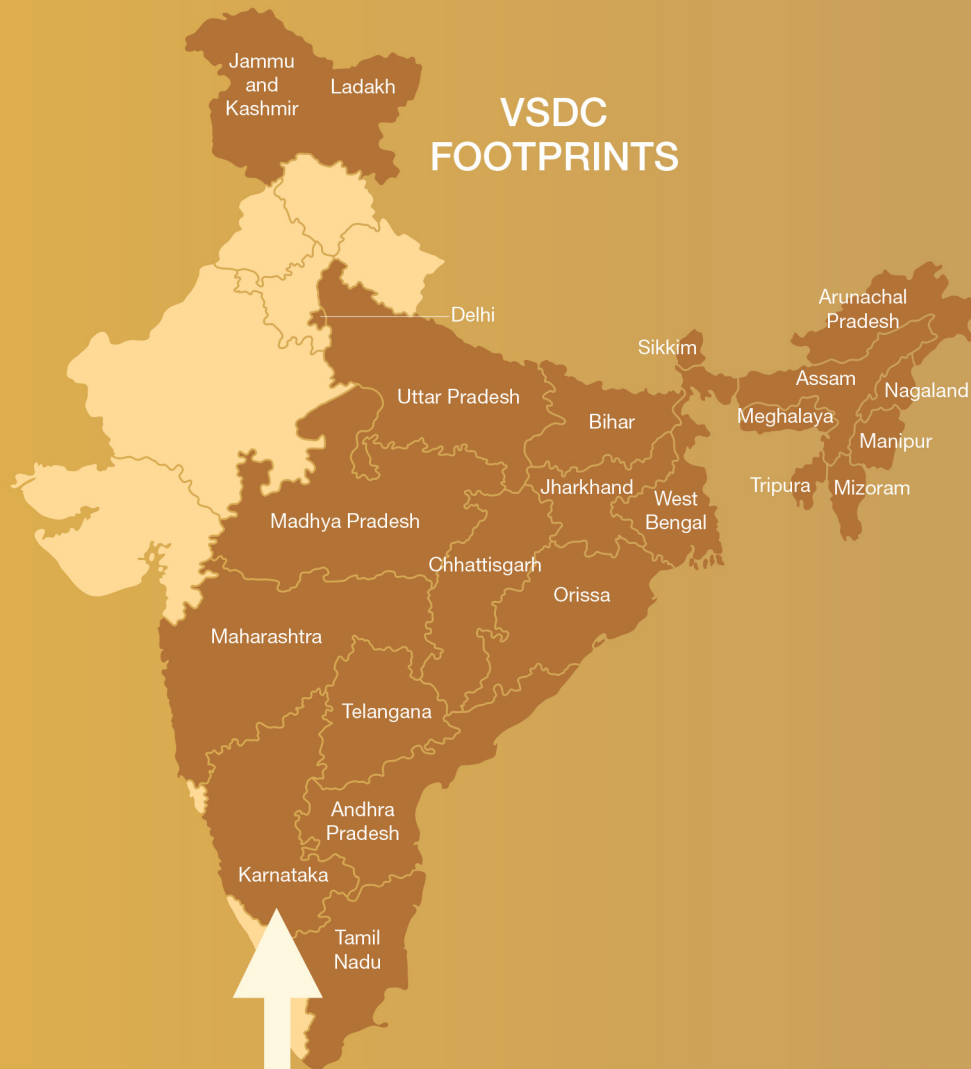 Jammu
and
Kashmir
Ladakh
VSDC
FOOTPRINTS
Delhi
Arunachal
Pradesh
Sikkim
Assam
Nagaland
Uttar Pradesh
Bihar
Meghalaya
Manipur
Jharkhand
West
Bengal
Tripura
Mizoram
Madhya Pradesh
Chhattisgarh
Orissa
Maharashtra
Telangana
Andhra
Pradesh
Karnataka
Tamil
Nadu